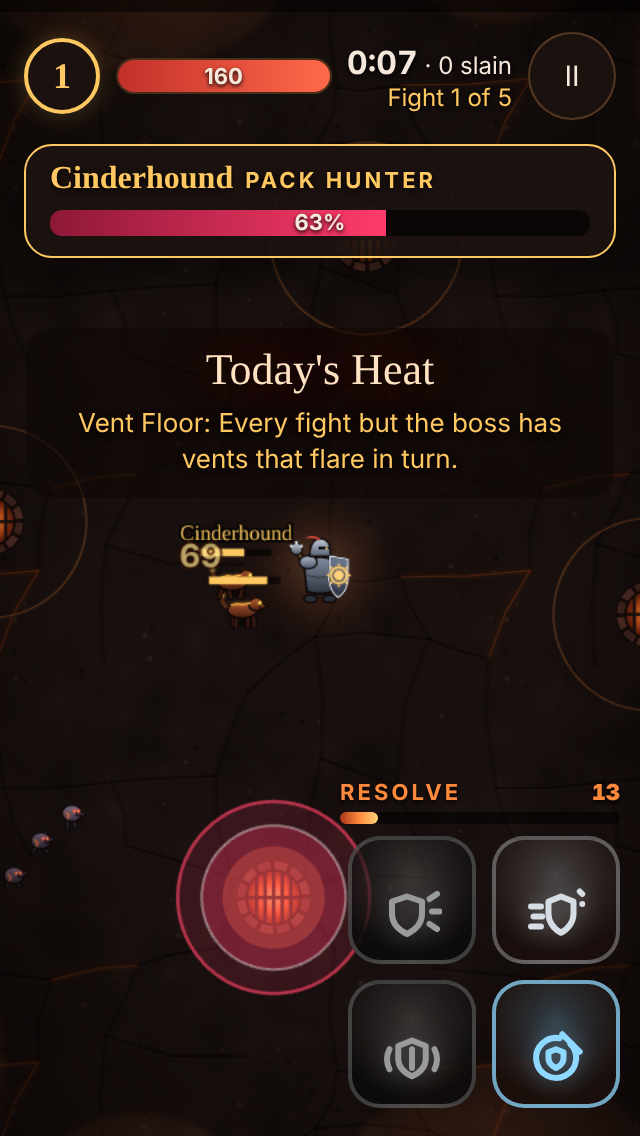 1
160
0:07 · 0 slain
Fight 1 of 5
Cinderhound PACK HUNTER
63%
Today's Heat
Vent Floor: Every fight but the boss has
vents that flare in turn.
Cinderhound
69
RESOLVE 13